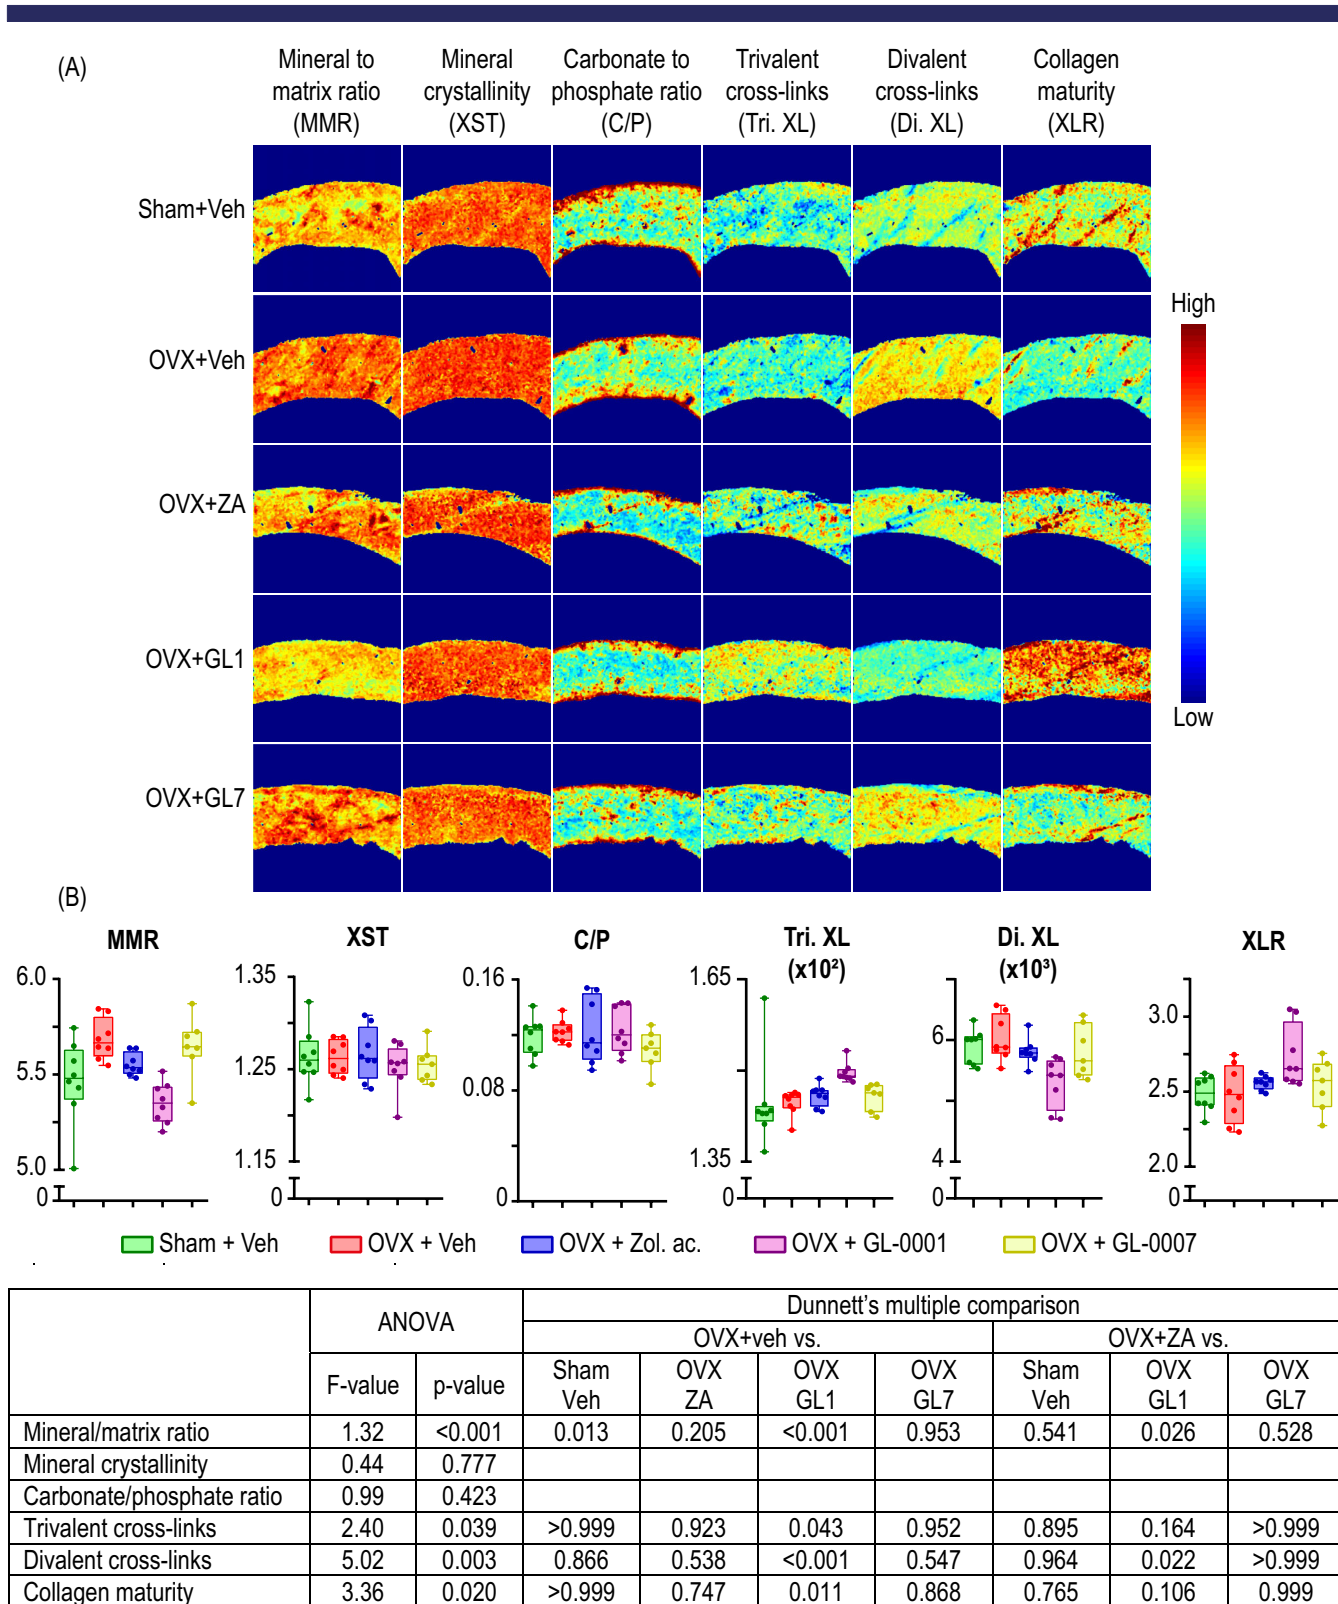 (A)
Mineral to matrix ratio (MMR)
Mineral crystallinity (XST)
Carbonate to phosphate ratio (C/P)
Trivalent cross-links (Tri. XL)
Divalent cross-links (Di. XL)
Collagen maturity (XLR)
Sham+Veh
OVX+Veh
OVX+ZA
OVX+GL1
OVX+GL7
High
Low
(B)
MMR
6.0
5.5
5.0
0
XST
1.35
1.25
1.15
0
C/P
0.16
0.08
0
Tri. XL
(x10²)
1.65
1.35
0
Di. XL
(x10³)
6
4
0
XLR
3.0
2.5
2.0
0
Sham + Veh OVX + Veh OVX + Zol. ac. OVX + GL-0001 OVX + GL-0007
ANOVA Dunnett's multiple comparison
OVX+veh vs. OVX+ZA vs.
F-value p-value Sham Veh OVX ZA OVX GL1 OVX GL7 Sham Veh OVX GL1 OVX GL7
Mineral/matrix ratio 1.32 <0.001 0.013 0.205 <0.001 0.953 0.541 0.026 0.528
Mineral crystallinity 0.44 0.777
Carbonate/phosphate ratio 0.99 0.423
Trivalent cross-links 2.40 0.039 >0.999 0.923 0.043 0.952 0.895 0.164 >0.999
Divalent cross-links 5.02 0.003 0.866 0.538 <0.001 0.547 0.964 0.022 >0.999
Collagen maturity 3.36 0.020 >0.999 0.747 0.011 0.868 0.765 0.106 0.999